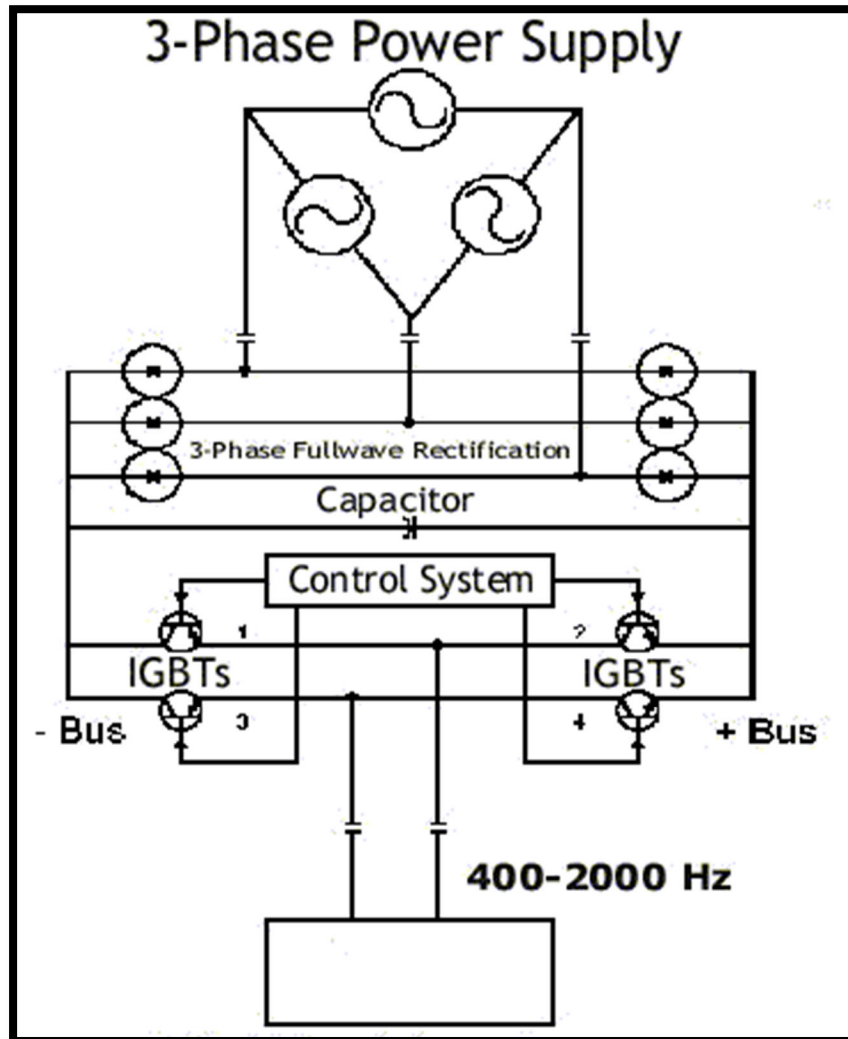 3-Phase Power Supply
3-Phase Fullwave Rectification
Capacitor
Control System
1 2
IGBTs IGBTs
- Bus 3 4 + Bus
400-2000 Hz